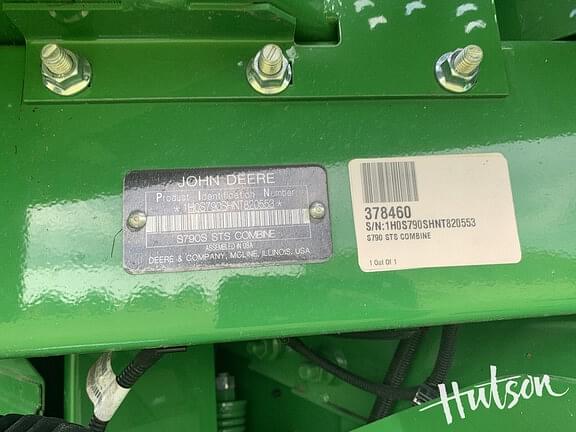 JOHN DEERE
Product Identification Number
*1H0S790SHNT820553*
S790S STS COMBINE
ASSEMBLED IN USA
DEERE & COMPANY, MOLINE, ILLINOIS, USA
378460
S/N:1H0S790SHNT820553
S790 STS COMBINE
1 Out Of 1
Hutson